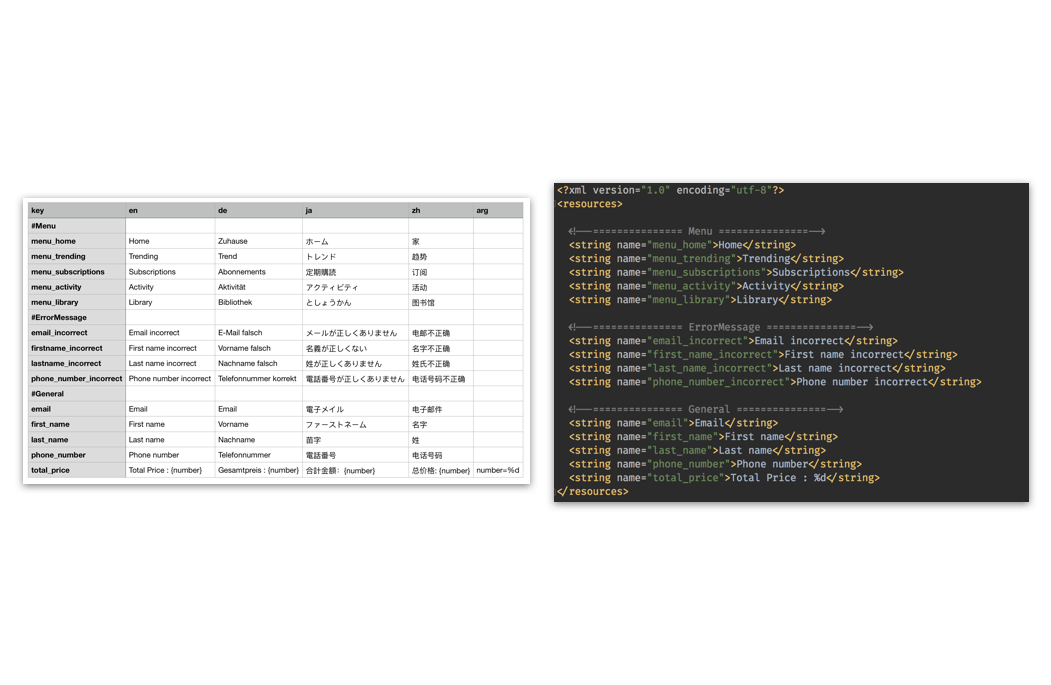 key en de ja zh arg
#Menu
menu_home Home Zuhause ホーム 家
menu_trending Trending Trend トレンド 趋势
menu_subscriptions Subscriptions Abonnements 定期購読 订阅
menu_activity Activity Aktivität アクティビティ 活动
menu_library Library Bibliothek としょうかん 图书馆
#ErrorMessage
email_incorrect Email incorrect E-Mail falsch メールが正しくありません 电邮不正确
firstname_incorrect First name incorrect Vorname falsch 名義が正しくない 名字不正确
lastname_incorrect Last name incorrect Nachname falsch 姓が正しくありません 姓氏不正确
phone_number_incorrect Phone number incorrect Telefonnummer korrekt 電話番号が正しくありません 电话号码不正确
#General
email Email Email 電子メイル 电子邮件
first_name First name Vorname ファーストネーム 名字
last_name Last name Nachname 苗字 姓
phone_number Phone number Telefonnummer 電話番号 电话号码
total_price Total Price : {number} Gesamtpreis : {number} 合計金額：{number} 总价格: {number} number=%d
<?xml version="1.0" encoding="utf-8"?>
<resources>
<!--=============== Menu ===============-->
<string name="menu_home">Home</string>
<string name="menu_trending">Trending</string>
<string name="menu_subscriptions">Subscriptions</string>
<string name="menu_activity">Activity</string>
<string name="menu_library">Library</string>
<!--=============== ErrorMessage ===============-->
<string name="email_incorrect">Email incorrect</string>
<string name="first_name_incorrect">First name incorrect</string>
<string name="last_name_incorrect">Last name incorrect</string>
<string name="phone_number_incorrect">Phone number incorrect</string>
<!--=============== General ===============-->
<string name="email">Email</string>
<string name="first_name">First name</string>
<string name="last_name">Last name</string>
<string name="phone_number">Phone number</string>
<string name="total_price">Total Price : %d</string>
</resources>